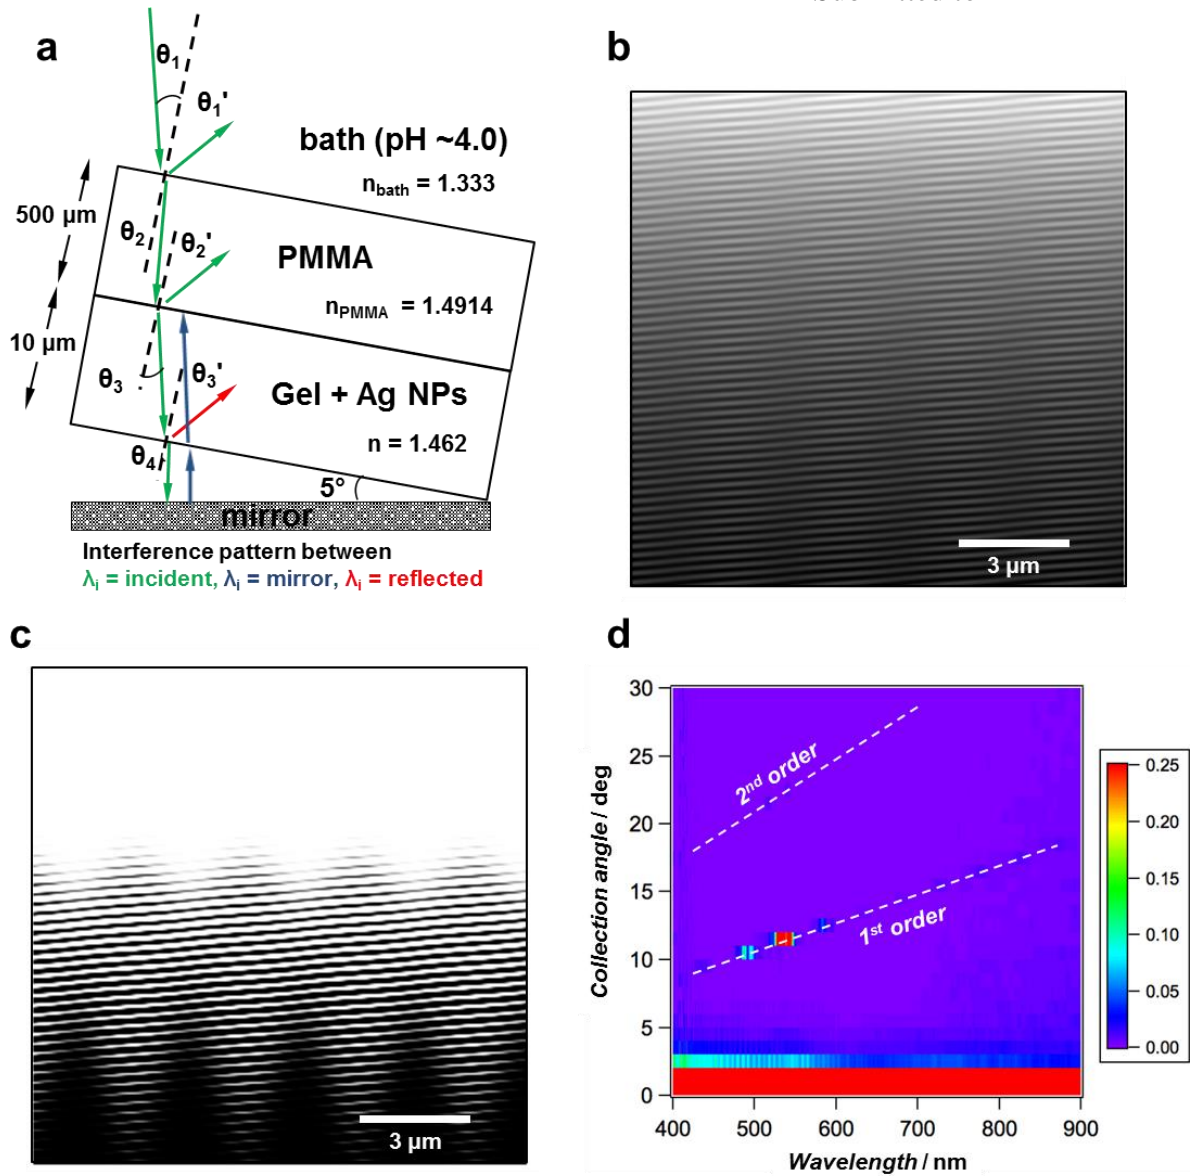 a
θ1
θ1'
bath (pH ~4.0)
nbath = 1.333
500 µm
θ2
θ2'
PMMA
nPMMA = 1.4914
10 µm
θ3
θ3'
Gel + Ag NPs
n = 1.462
θ4
5°
mirror
Interference pattern between
λi = incident, λi = mirror, λi = reflected
b
3 µm
c
3 µm
d
Collection angle / deg
30
25
20
15
10
5
0
2nd order
1st order
400 500 600 700 800 900
Wavelength / nm
0.25
0.20
0.15
0.10
0.05
0.00